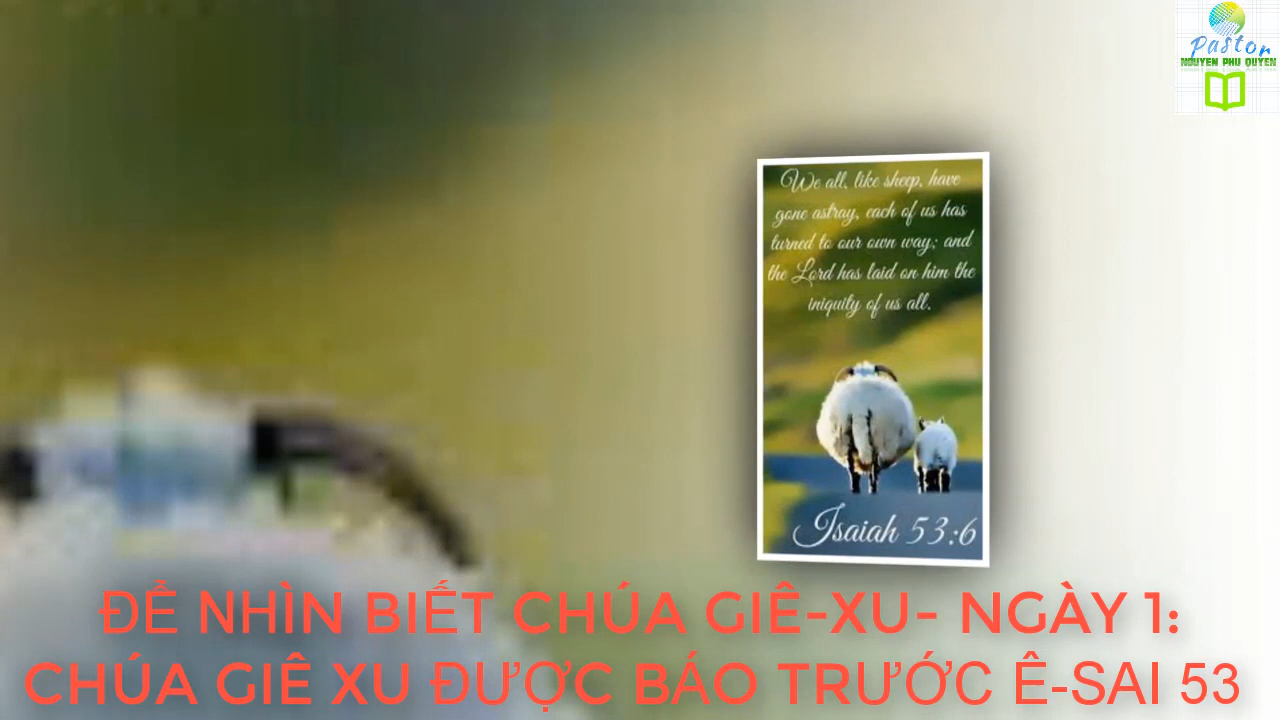 Pastor
NGUYEN PHU QUYEN
We all, like sheep, have
gone astray, each of us has
turned to our own way; and
the Lord has laid on him the
iniquity of us all.
Isaiah 53:6
ĐỂ NHÌN BIẾT CHÚA GIÊ-XU- NGÀY 1:
CHÚA GIÊ XU ĐƯỢC BÁO TRƯỚC Ê-SAI 53